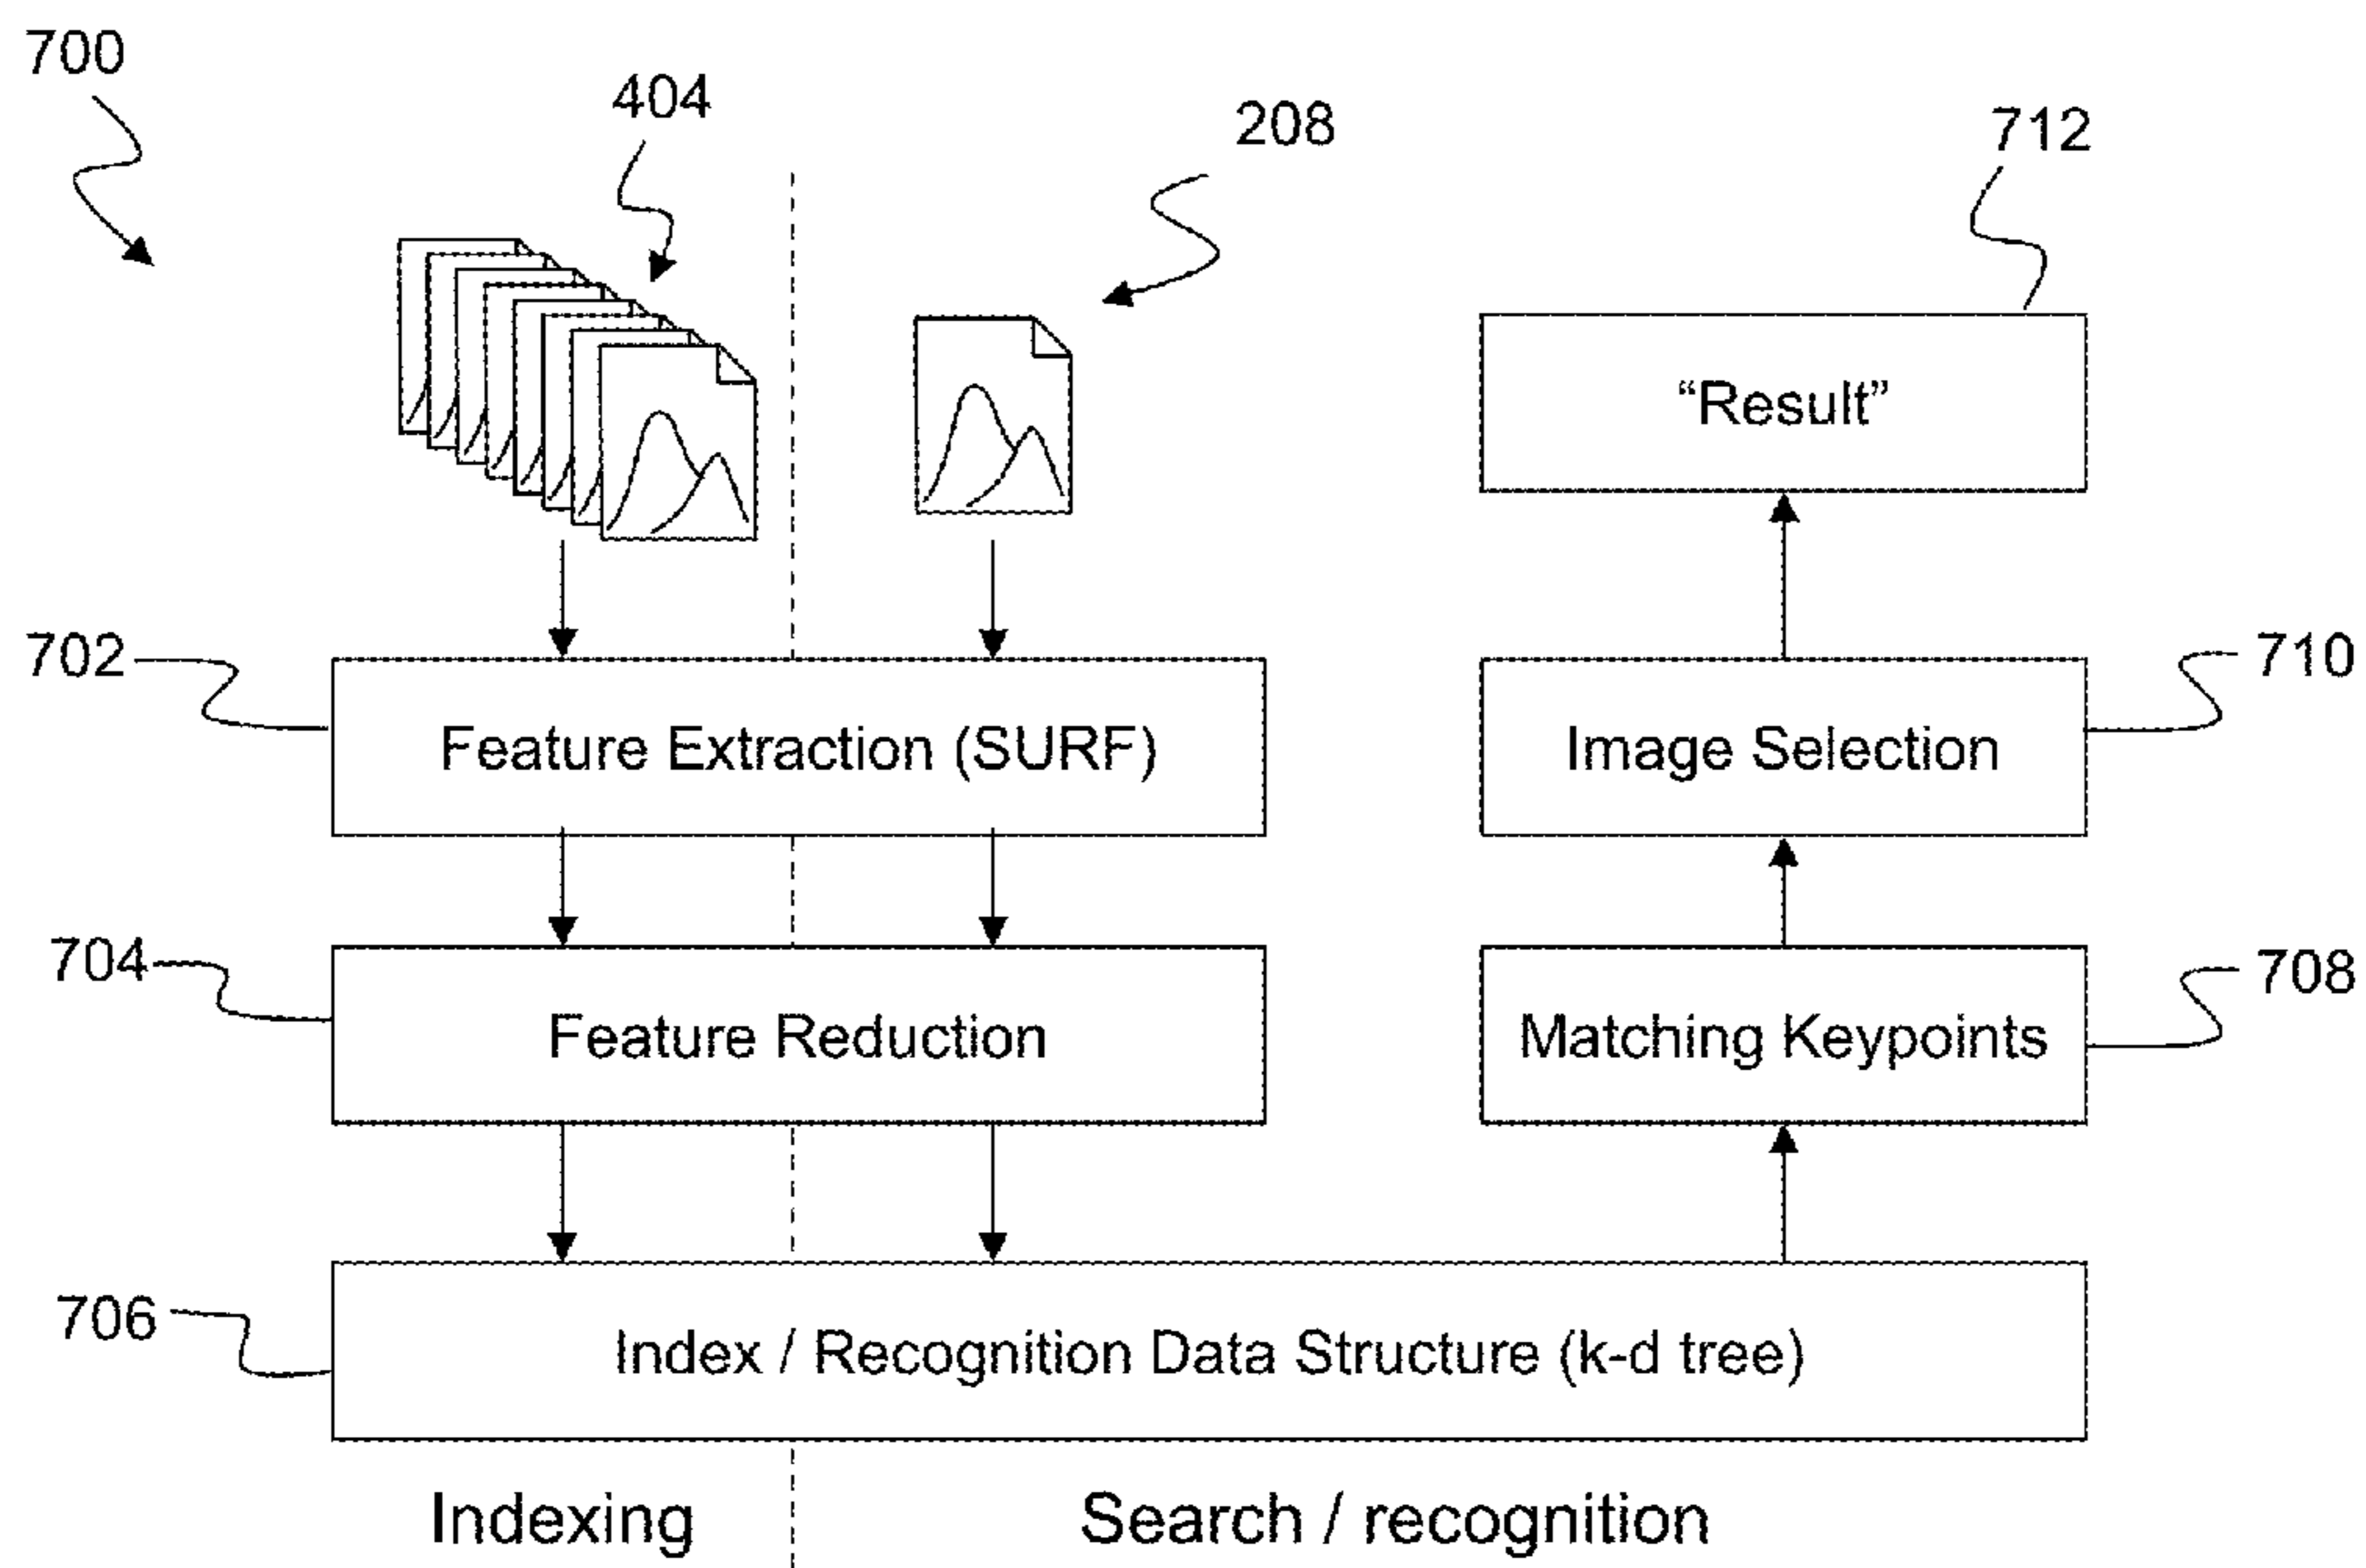 700
404
208
712
“Result”
702
710
Feature Extraction (SURF)
Image Selection
704
708
Feature Reduction
Matching Keypoints
706
Index / Recognition Data Structure (k-d tree)
Indexing
Search / recognition